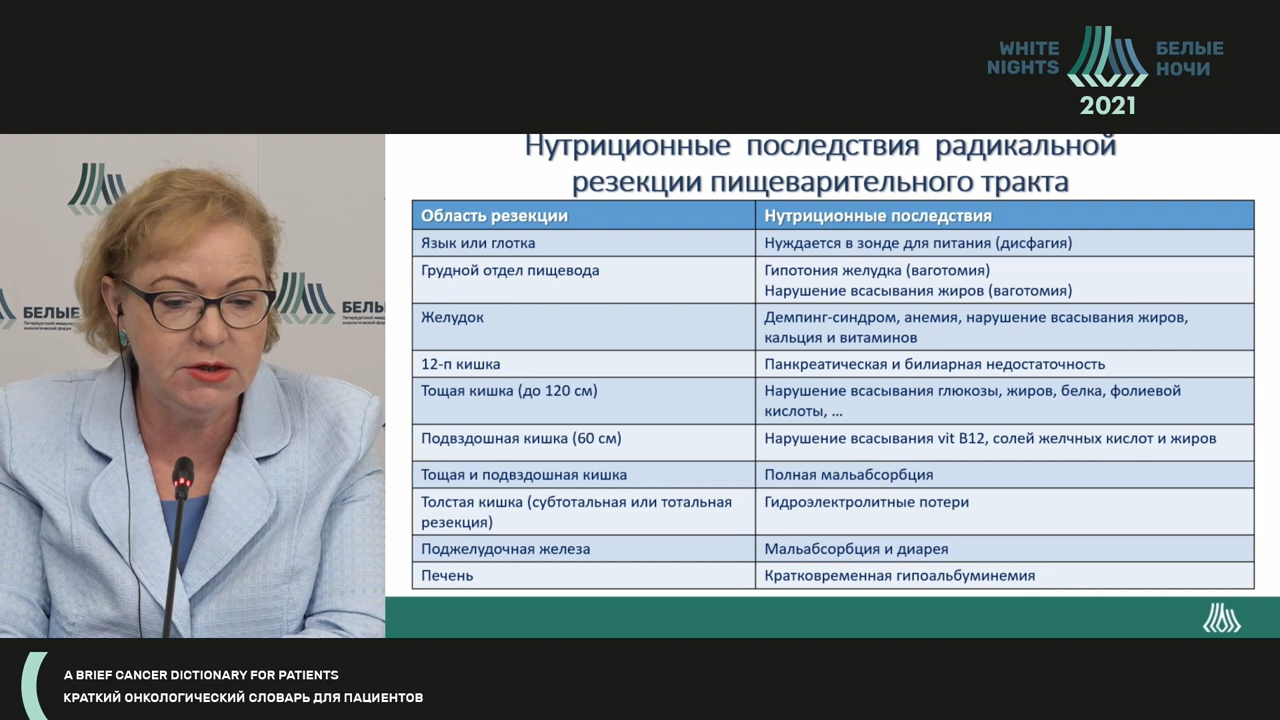 WHITE
NIGHTS
БЕЛЫЕ
НОЧИ
2021
БЕЛЫЕ
БЕЛЫ
Нутриционные последствия радикальной
резекции пищеварительного тракта
Область резекции
Нутриционные последствия
Язык или глотка
Нуждается в зонде для питания (дисфагия)
Грудной отдел пищевода
Гипотония желудка (ваготомия)
Нарушение всасывания жиров (ваготомия)
Желудок
Демпинг-синдром, анемия, нарушение всасывания жиров,
кальция и витаминов
12-п кишка
Панкреатическая и билиарная недостаточность
Тощая кишка (до 120 см)
Нарушение всасывания глюкозы, жиров, белка, фолиевой
кислоты, ...
Подвздошная кишка (60 см)
Нарушение всасывания vit B12, солей желчных кислот и жиров
Тощая и подвздошная кишка
Полная мальабсорбция
Толстая кишка (субтотальная или тотальная
резекция)
Гидроэлектролитные потери
Поджелудочная железа
Мальабсорбция и диарея
Печень
Кратковременная гипоальбуминемия
A BRIEF CANCER DICTIONARY FOR PATIENTS
КРАТКИЙ ОНКОЛОГИЧЕСКИЙ СЛОВАРЬ ДЛЯ ПАЦИЕНТОВ